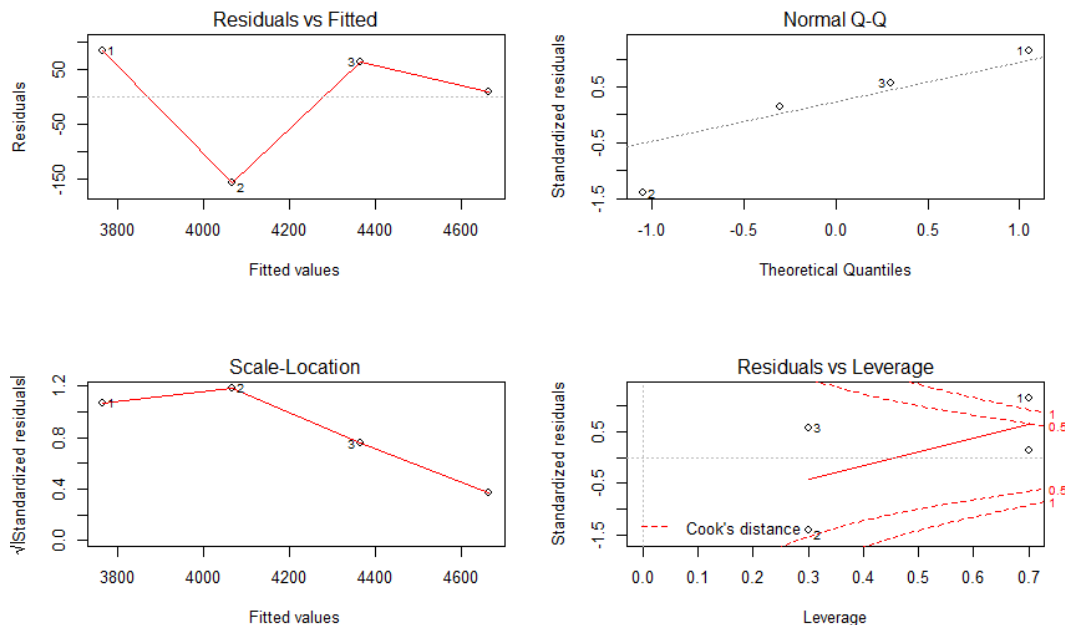 Residuals vs Fitted
Residuals
50
-50
-150
1
2
3
3800 4000 4200 4400 4600
Fitted values
Normal Q-Q
Standardized residuals
0.5
-0.5
-1.5
1
3
2
-1.0 -0.5 0.0 0.5 1.0
Theoretical Quantiles
Scale-Location
√|Standardized residuals|
1.2
0.8
0.4
0.0
1
2
3
3800 4000 4200 4400 4600
Fitted values
Residuals vs Leverage
Standardized residuals
0.5
-0.5
-1.5
1
3
2
1
0.5
0.5
1
Cook's distance
0.0 0.1 0.2 0.3 0.4 0.5 0.6 0.7
Leverage